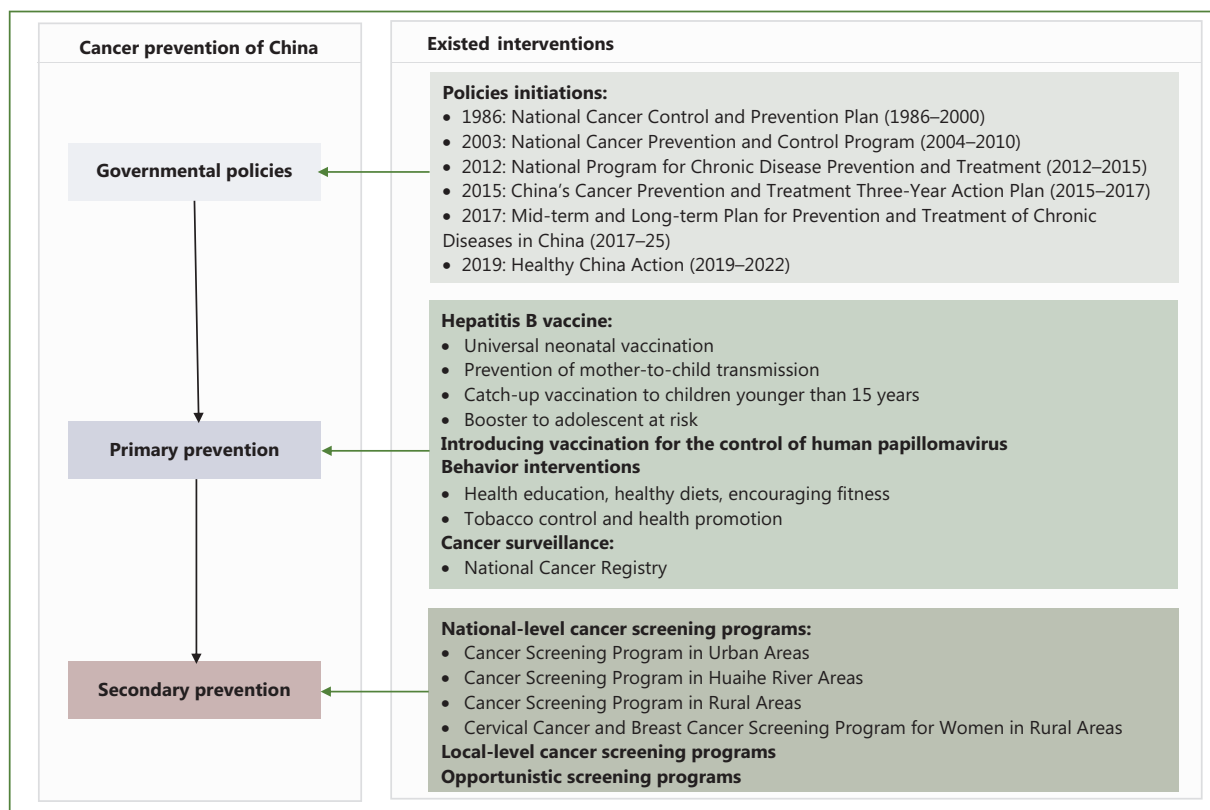 Cancer prevention of China
Existed interventions
Governmental policies
Policies initiations:
• 1986: National Cancer Control and Prevention Plan (1986–2000)
• 2003: National Cancer Prevention and Control Program (2004–2010)
• 2012: National Program for Chronic Disease Prevention and Treatment (2012–2015)
• 2015: China's Cancer Prevention and Treatment Three-Year Action Plan (2015–2017)
• 2017: Mid-term and Long-term Plan for Prevention and Treatment of Chronic
Diseases in China (2017–25)
• 2019: Healthy China Action (2019–2022)
Primary prevention
Hepatitis B vaccine:
• Universal neonatal vaccination
• Prevention of mother-to-child transmission
• Catch-up vaccination to children younger than 15 years
• Booster to adolescent at risk
Introducing vaccination for the control of human papillomavirus
Behavior interventions
• Health education, healthy diets, encouraging fitness
• Tobacco control and health promotion
Cancer surveillance:
• National Cancer Registry
Secondary prevention
National-level cancer screening programs:
• Cancer Screening Program in Urban Areas
• Cancer Screening Program in Huaihe River Areas
• Cancer Screening Program in Rural Areas
• Cervical Cancer and Breast Cancer Screening Program for Women in Rural Areas
Local-level cancer screening programs
Opportunistic screening programs